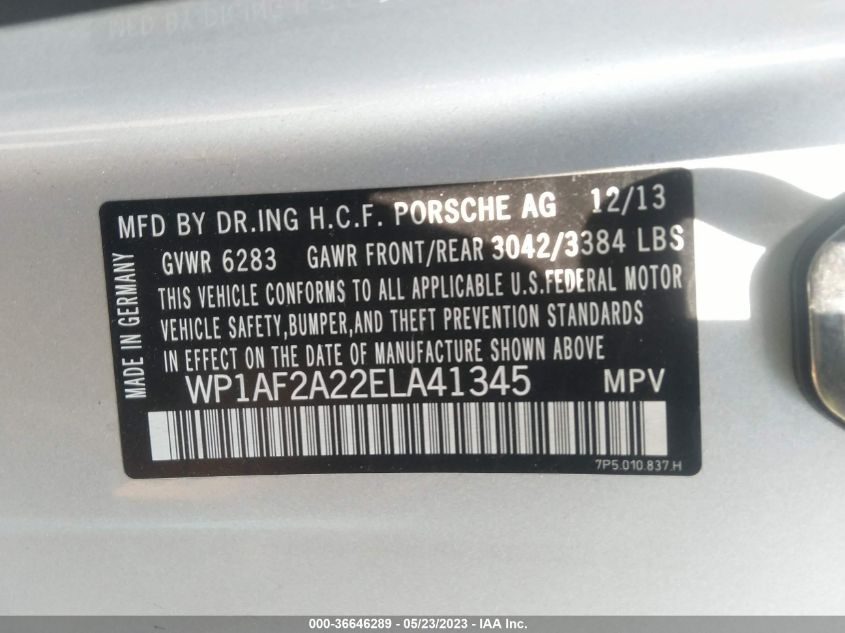 MFD BY DR.ING H.C.F. PORSCHE AG 12/13
GVWR 6283 GAWR FRONT/REAR 3042/3384 LBS
THIS VEHICLE CONFORMS TO ALL APPLICABLE U.S.FEDERAL MOTOR
VEHICLE SAFETY,BUMPER,AND THEFT PREVENTION STANDARDS
IN EFFECT ON THE DATE OF MANUFACTURE SHOWN ABOVE
WP1AF2A22ELA41345 MPV
7P5.010.837.H
MADE IN GERMANY
000-36646289 - 05/23/2023 - IAA Inc.